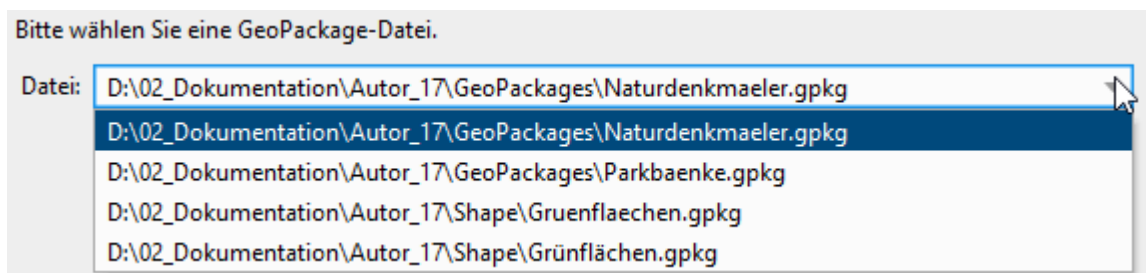 Bitte wählen Sie eine GeoPackage-Datei.
Datei: D:\02_Dokumentation\Autor_17\GeoPackages\Naturdenkmaeler.gpkg
D:\02_Dokumentation\Autor_17\GeoPackages\Naturdenkmaeler.gpkg
D:\02_Dokumentation\Autor_17\GeoPackages\Parkbaenke.gpkg
D:\02_Dokumentation\Autor_17\Shape\Gruenflaechen.gpkg
D:\02_Dokumentation\Autor_17\Shape\Grünflächen.gpkg